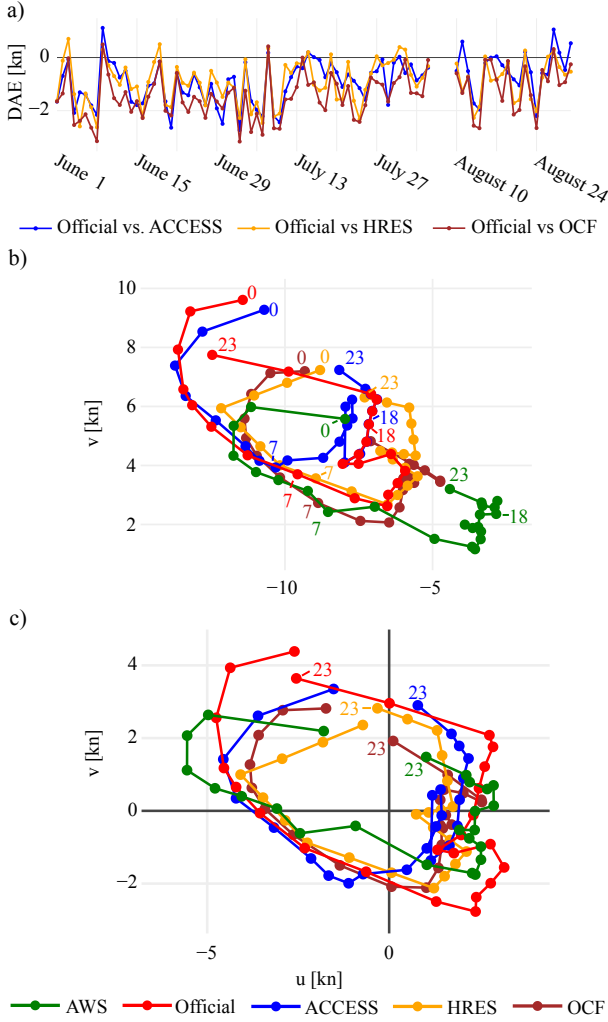 a)
DAE [kn]
0
−2
June 1
June 15
June 29
July 13
July 27
August 10
August 24
Official vs. ACCESS
Official vs HRES
Official vs OCF
b)
v [kn]
10
8
6
4
2
−10
−5
0
0
23
0
0
23
23
0
18
18
7
7
7
7
23
18
c)
v [kn]
4
2
0
−2
−5
0
u [kn]
23
23
23
23
23
AWS
Official
ACCESS
HRES
OCF